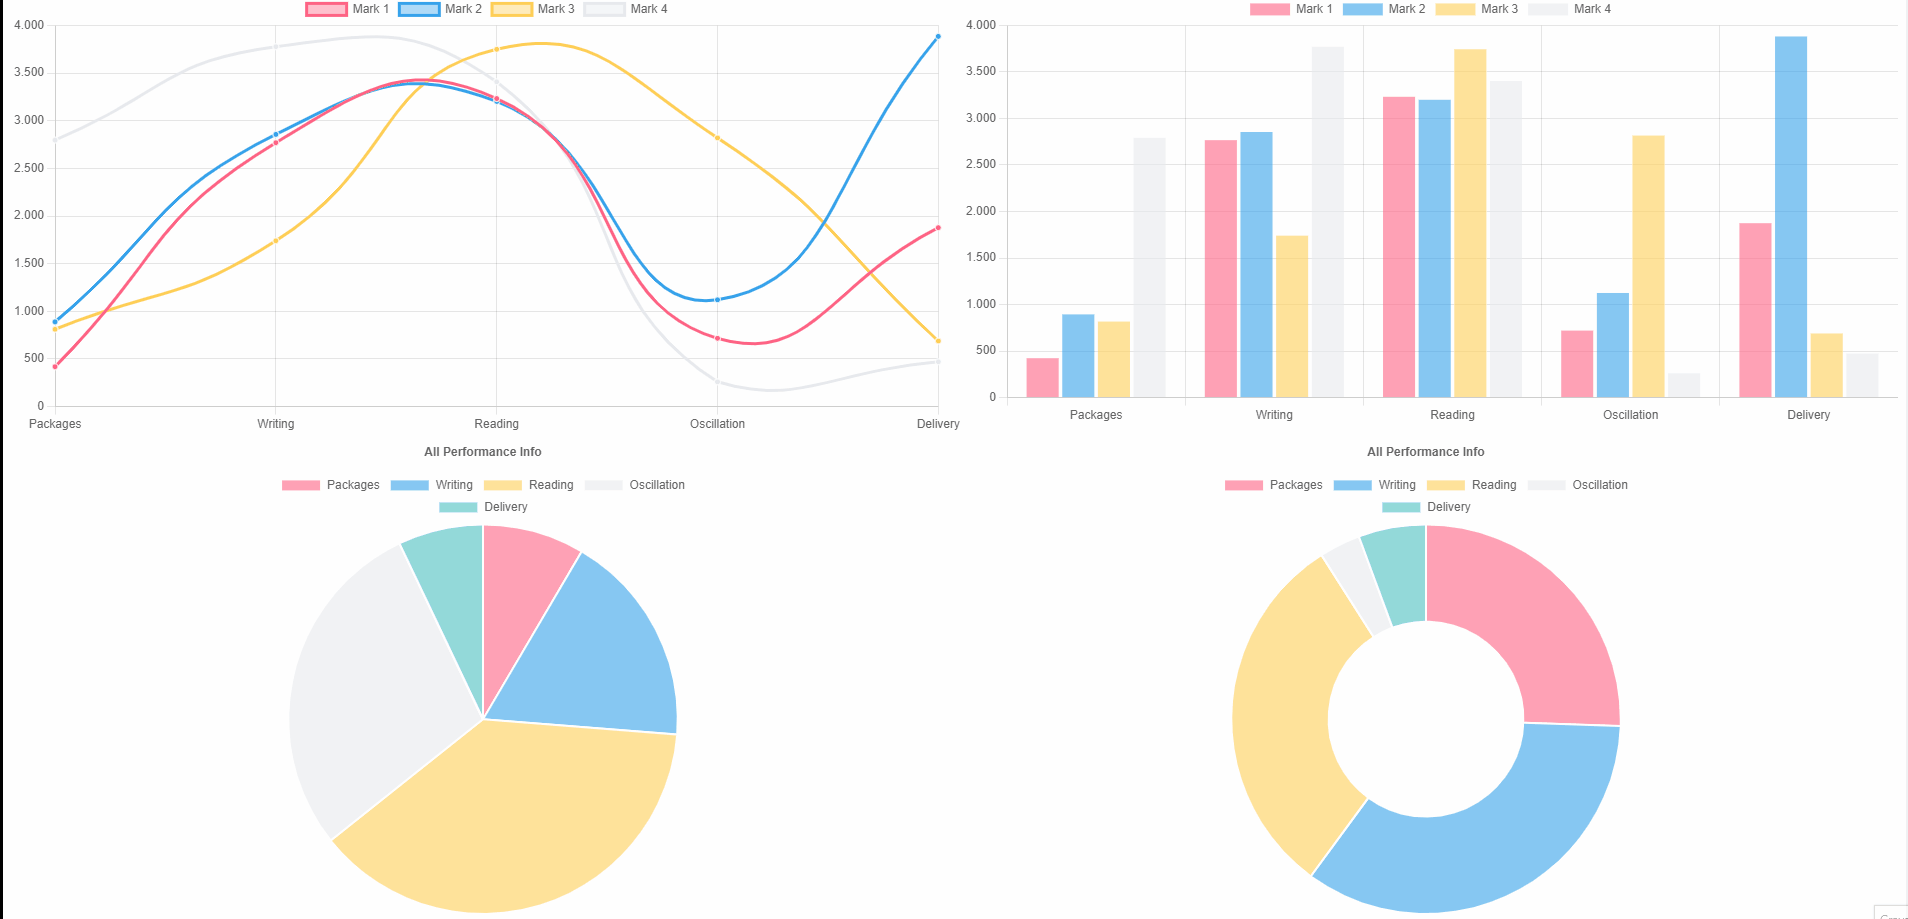 Mark 1 Mark 2 Mark 3 Mark 4
4.000
3.500
3.000
2.500
2.000
1.500
1.000
500
0
Packages Writing Reading Oscillation Delivery
Mark 1 Mark 2 Mark 3 Mark 4
4.000
3.500
3.000
2.500
2.000
1.500
1.000
500
0
Packages Writing Reading Oscillation Delivery
All Performance Info
Packages Writing Reading Oscillation
Delivery
All Performance Info
Packages Writing Reading Oscillation
Delivery